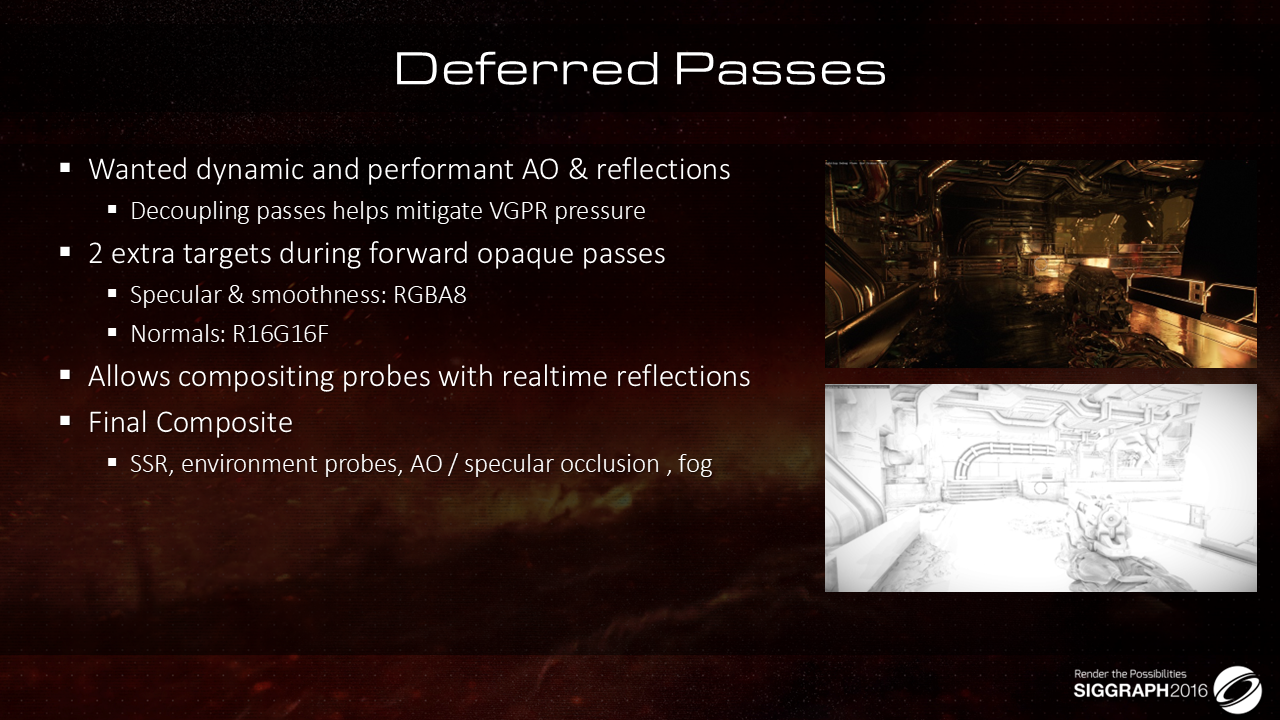 Deferred Passes
Wanted dynamic and performant AO & reflections
Decoupling passes helps mitigate VGPR pressure
2 extra targets during forward opaque passes
Specular & smoothness: RGBA8
Normals: R16G16F
Allows compositing probes with realtime reflections
Final Composite
SSR, environment probes, AO / specular occlusion , fog
Render the Possibilities
SIGGRAPH2016